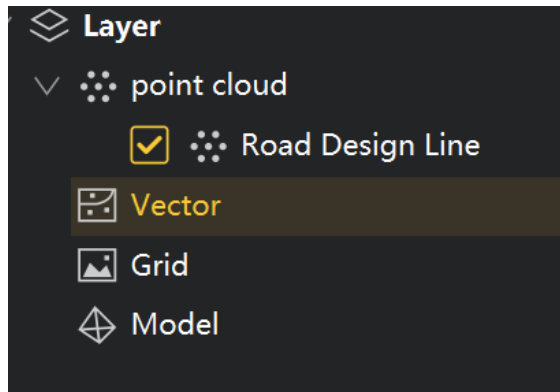 Layer
point cloud
Road Design Line
Vector
Grid
Model